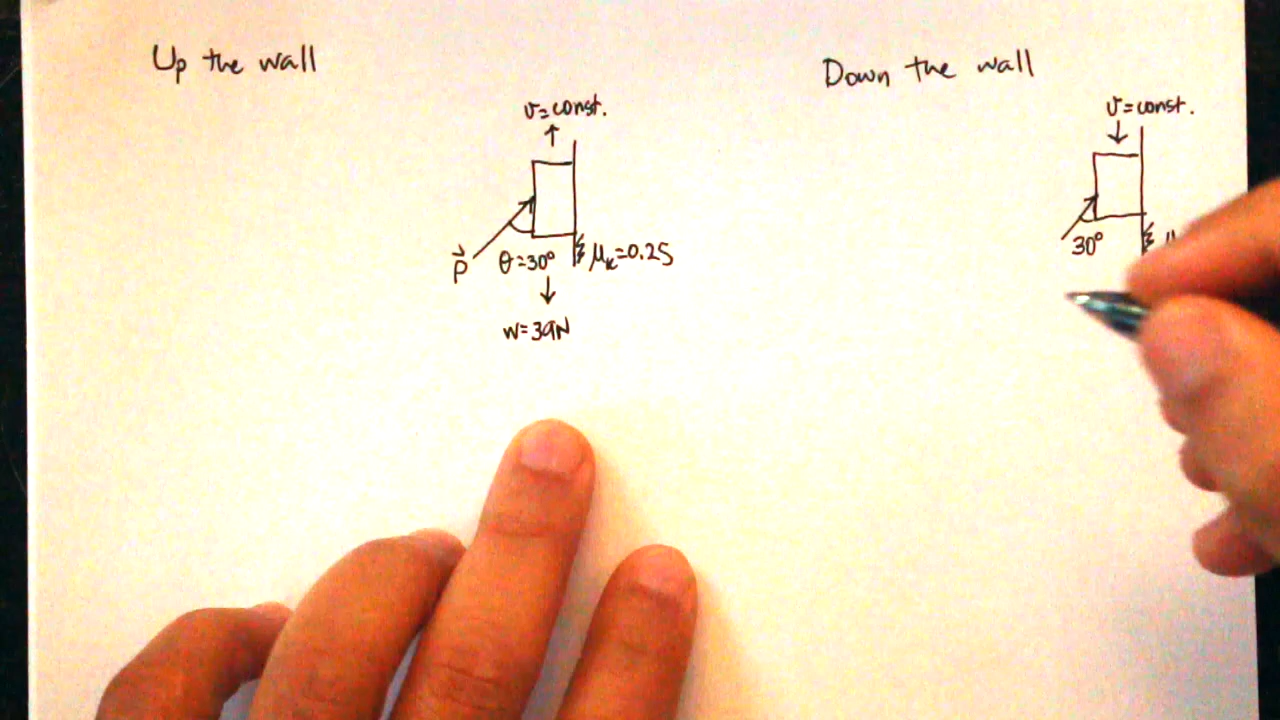 Up the wall
v=const.
P
θ=30°
μk=0.25
w=39N
Down the wall
v=const.
30°